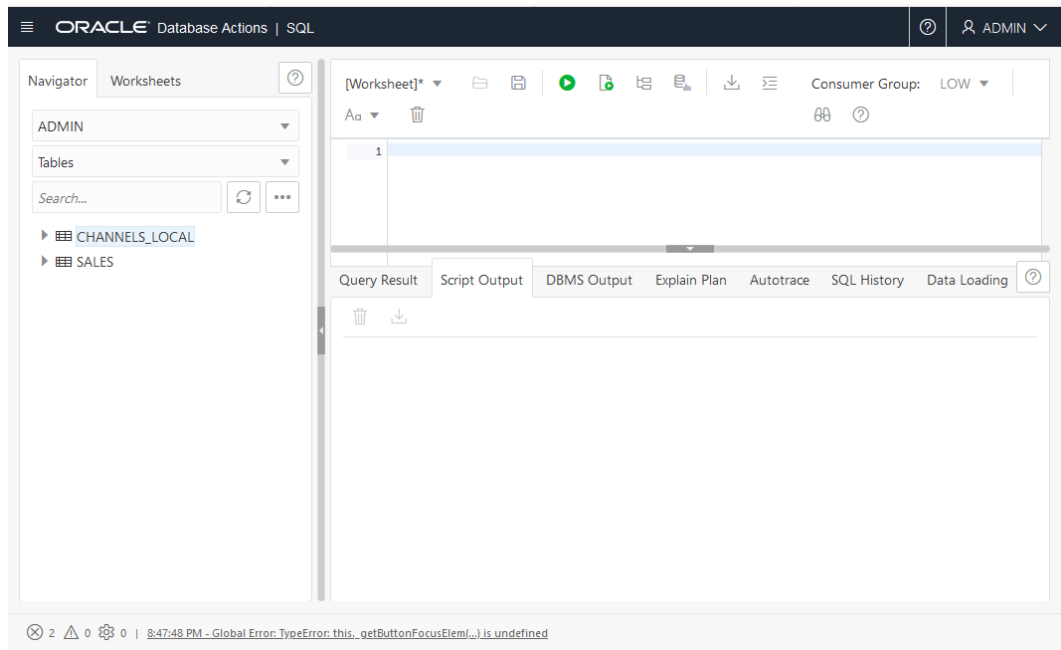 ORACLE Database Actions | SQL
ADMIN
Navigator Worksheets
ADMIN
Tables
Search...
CHANNELS_LOCAL
SALES
[Worksheet]*
Consumer Group: LOW
Aa
1
Query Result Script Output DBMS Output Explain Plan Autotrace SQL History Data Loading
2 0 0 | 8:47:48 PM - Global Error: TypeError: this._getButtonFocusElem(...) is undefined